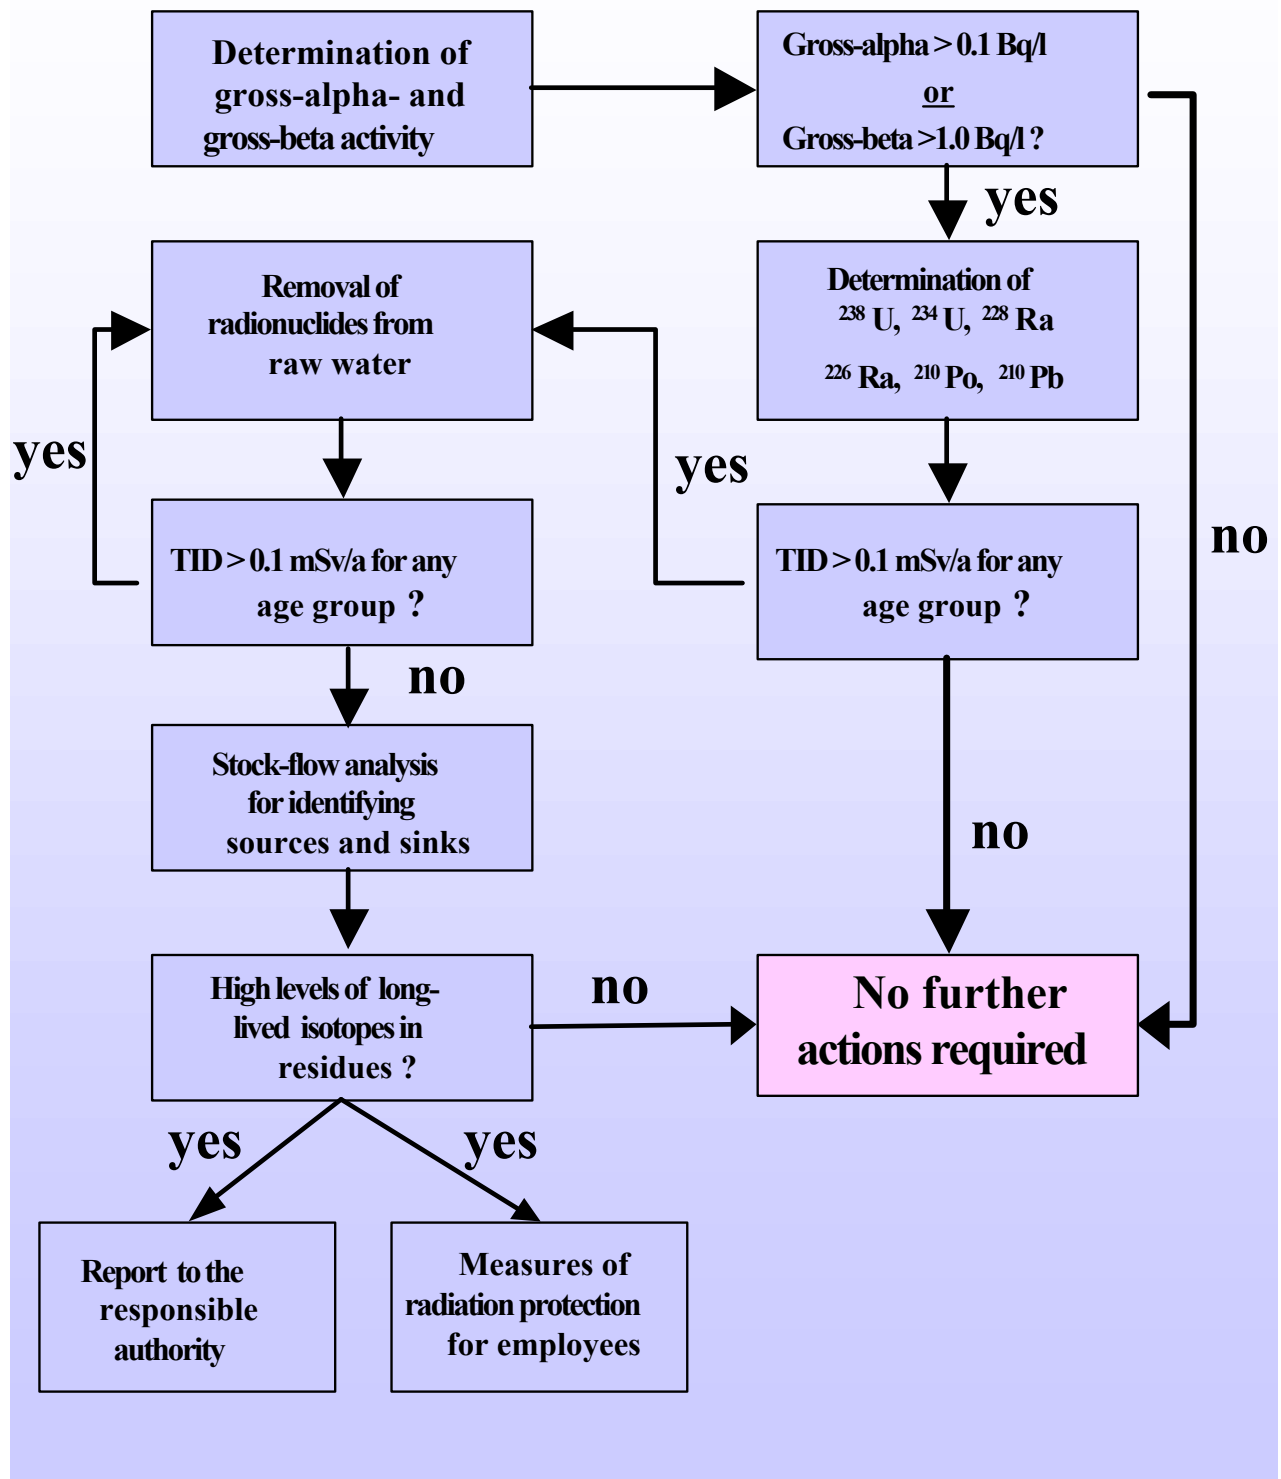 Determination of
gross-alpha- and
gross-beta activity
Gross-alpha > 0.1 Bq/l
or
Gross-beta >1.0 Bq/l ?
yes
Removal of
radionuclides from
raw water
Determination of
²³⁸ U, ²³⁴ U, ²²⁸ Ra
²²⁶ Ra, ²¹⁰ Po, ²¹⁰ Pb
yes
yes
no
TID > 0.1 mSv/a for any
age group ?
TID > 0.1 mSv/a for any
age group ?
no
Stock-flow analysis
for identifying
sources and sinks
no
High levels of long-
lived isotopes in
residues ?
no
No further
actions required
yes
yes
Report to the
responsible
authority
Measures of
radiation protection
for employees